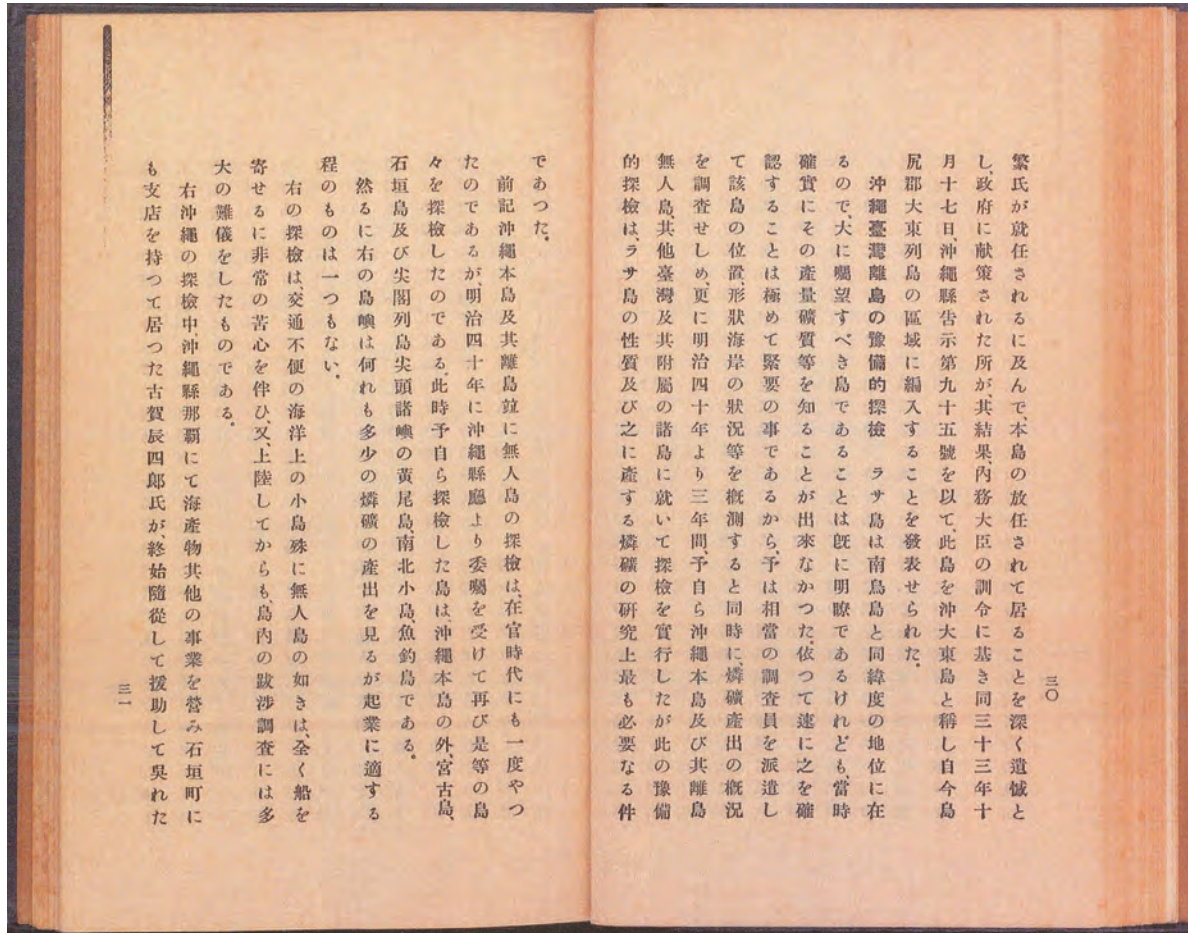 三〇
繁氏が就任されるに及んで、本島の放任されて居ることを深く遺憾と
し、政府に献策された所が、其結果、內務大臣の訓令に基き同三十三年十
月十七日、沖繩縣吿示第九十五號を以て、此島を沖大東島と稱し自今島
尻郡大東列島の區域に編入することを發表せられた。
沖繩臺灣離島の豫備的探檢　ラサ島は南鳥島と同緯度の地位に在
るので、大に囑望すべき島であることは旣に明瞭であるけれども、當時
確實にその產量礦質等を知ることが出來なかつた。依つて速に之を確
認することは極めて緊要の事であるから、予は相當の調查員を派遣し
て該島の位置、形狀海岸の狀況等を槪測すると同時に、燐礦產出の槪況
を調查せしめ、更に明治四十年より三年間、予自ら沖繩本島及び其離島
無人島、其他臺灣及其附屬の諸島に就いて探檢を實行したが此の豫備
的探檢は、ラサ島の性質及び之に產する燐礦の硏究上最も必要なる件
であつた。
前記沖繩本島及其離島竝に無人島の探檢は、在官時代にも一度やつ
たのであるが、明治四十年に沖繩縣廳より委囑を受けて再び是等の島
々を探檢したのである。此時予自ら探檢した島は、沖繩本島の外、宮古島、
石垣島及び尖閣列島尖頭諸嶼の黃尾島、南北小島、魚釣島である。
然るに右の島嶼は何れも多少の燐礦の產出を見るが起業に適する
程のものは一つもない。
右の探檢は、交通不便の海洋上の小島殊に無人島の如きは、全く船を
寄せるに非常の苦心を伴ひ、又、上陸してからも、島內の跋涉調查には多
大の難儀をしたものである。
右沖繩の探檢中、沖繩縣那覇にて海產物其他の事業を營み石垣町に
も支店を持つて居つた古賀辰四郞氏が、終始隨從して援助して吳れた
三一